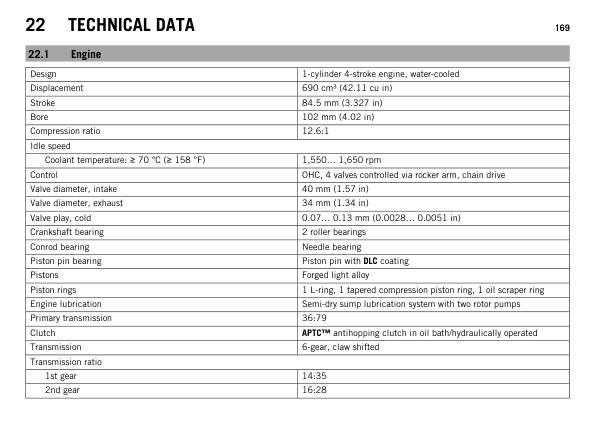 22 TECHNICAL DATA 169
22.1 Engine
Design 1-cylinder 4-stroke engine, water-cooled
Displacement 690 cm³ (42.11 cu in)
Stroke 84.5 mm (3.327 in)
Bore 102 mm (4.02 in)
Compression ratio 12.6:1
Idle speed
Coolant temperature: ≥ 70 °C (≥ 158 °F) 1,550… 1,650 rpm
Control OHC, 4 valves controlled via rocker arm, chain drive
Valve diameter, intake 40 mm (1.57 in)
Valve diameter, exhaust 34 mm (1.34 in)
Valve play, cold 0.07… 0.13 mm (0.0028… 0.0051 in)
Crankshaft bearing 2 roller bearings
Conrod bearing Needle bearing
Piston pin bearing Piston pin with DLC coating
Pistons Forged light alloy
Piston rings 1 L-ring, 1 tapered compression piston ring, 1 oil scraper ring
Engine lubrication Semi-dry sump lubrication system with two rotor pumps
Primary transmission 36:79
Clutch APTC™ antihopping clutch in oil bath/hydraulically operated
Transmission 6-gear, claw shifted
Transmission ratio
1st gear 14:35
2nd gear 16:28